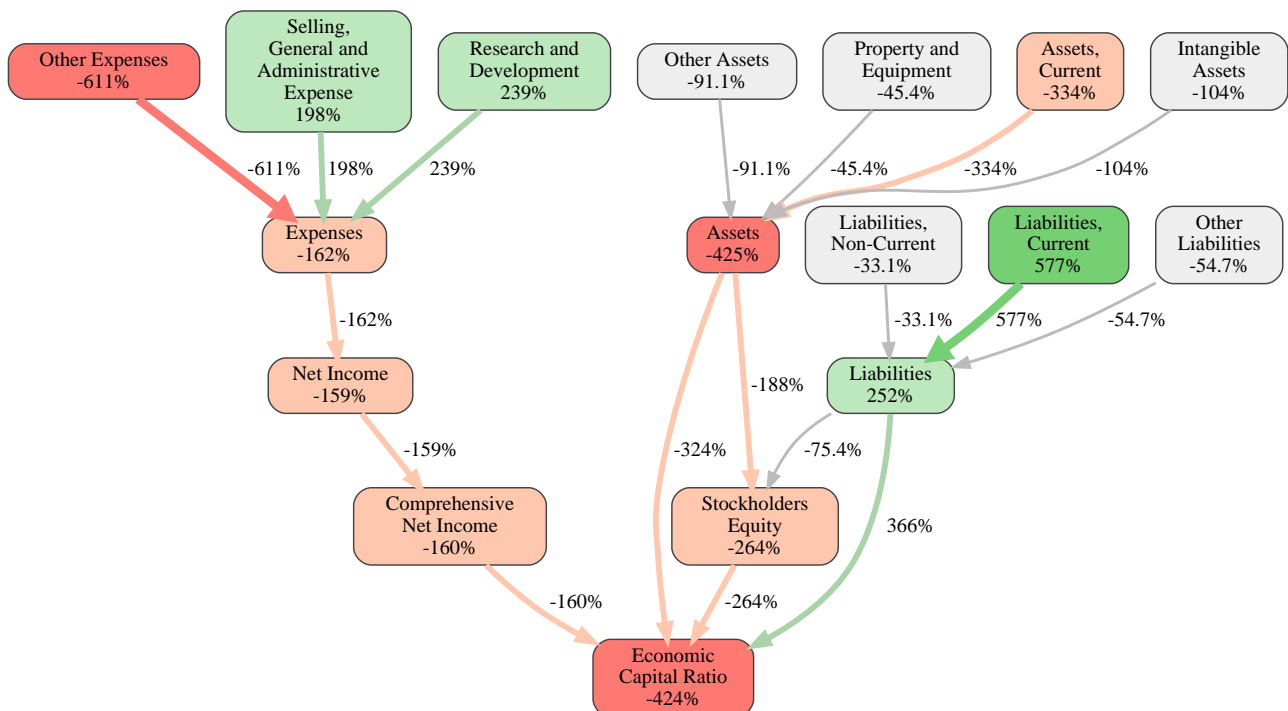 Other Expenses
-611%
Selling,
General and
Administrative
Expense
198%
Research and
Development
239%
Other Assets
-91.1%
Property and
Equipment
-45.4%
Assets,
Current
-334%
Intangible
Assets
-104%
-611%
198%
239%
-91.1%
-45.4%
-334%
-104%
Expenses
-162%
Assets
-425%
Liabilities,
Non-Current
-33.1%
Liabilities,
Current
577%
Other
Liabilities
-54.7%
-162%
-33.1%
577%
-54.7%
Net Income
-159%
-188%
Liabilities
252%
-159%
-324%
-75.4%
Comprehensive
Net Income
-160%
Stockholders
Equity
-264%
366%
-160%
-264%
Economic
Capital Ratio
-424%